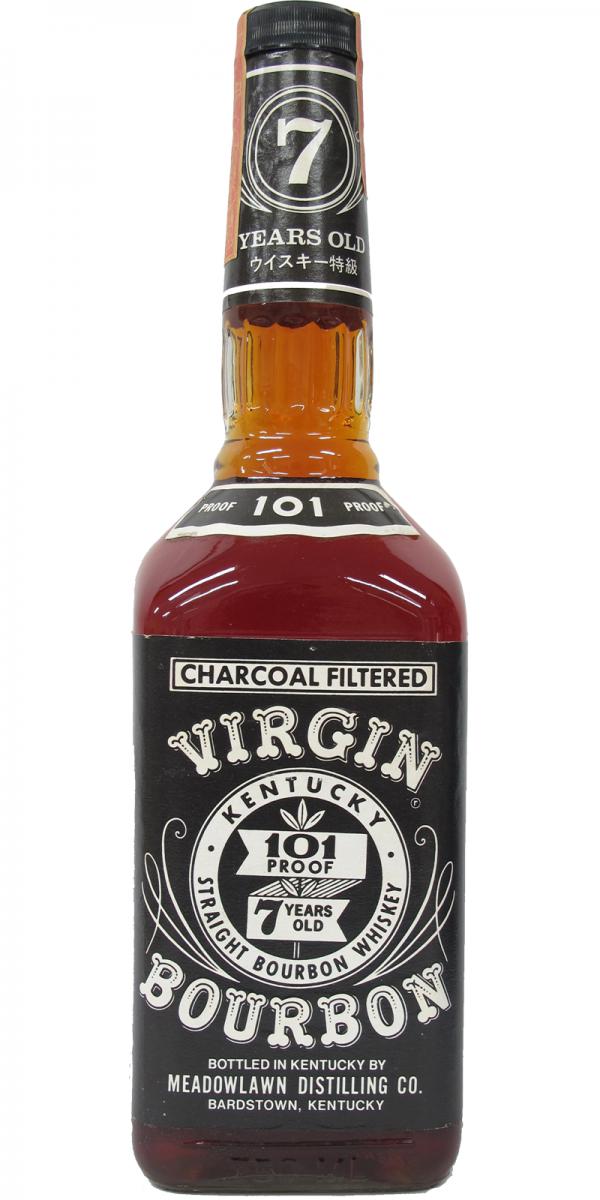 7
YEARS OLD
ウイスキー特級
PROOF 101 PROOF
CHARCOAL FILTERED
VIRGIN
KENTUCKY
101
PROOF
7 YEARS
OLD
STRAIGHT BOURBON WHISKEY
BOURBON
BOTTLED IN KENTUCKY BY
MEADOWLAWN DISTILLING CO.
BARDSTOWN, KENTUCKY